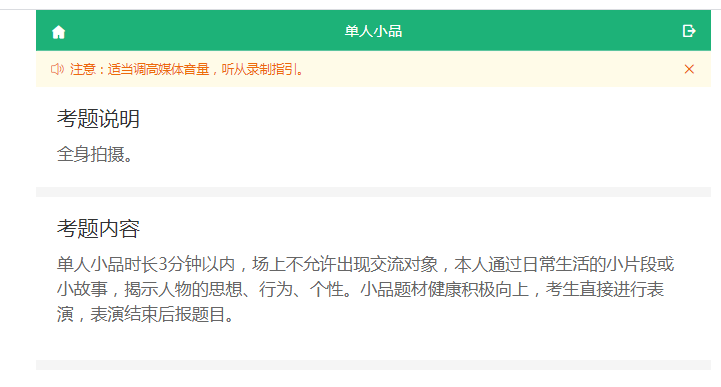 单人小品
注意：适当调高媒体音量，听从录制指引。
考题说明
全身拍摄。
考题内容
单人小品时长3分钟以内，场上不允许出现交流对象，本人通过日常生活的小片段或
小故事，揭示人物的思想、行为、个性。小品题材健康积极向上，考生直接进行表
演，表演结束后报题目。